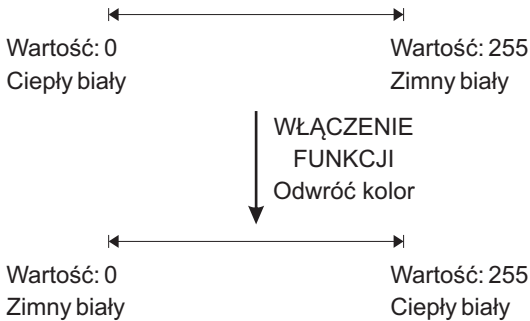 Wartość: 0 Wartość: 255
Ciepły biały Zimny biały
WŁĄCZENIE
FUNKCJI
Odwróć kolor
Wartość: 0 Wartość: 255
Zimny biały Ciepły biały